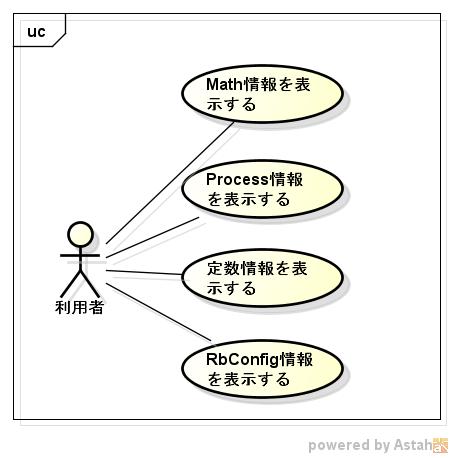 uc
Math情報を表
示する
Process情報
を表示する
定数情報を表
示する
利用者
RbConfig情報
を表示する
powered by Astah